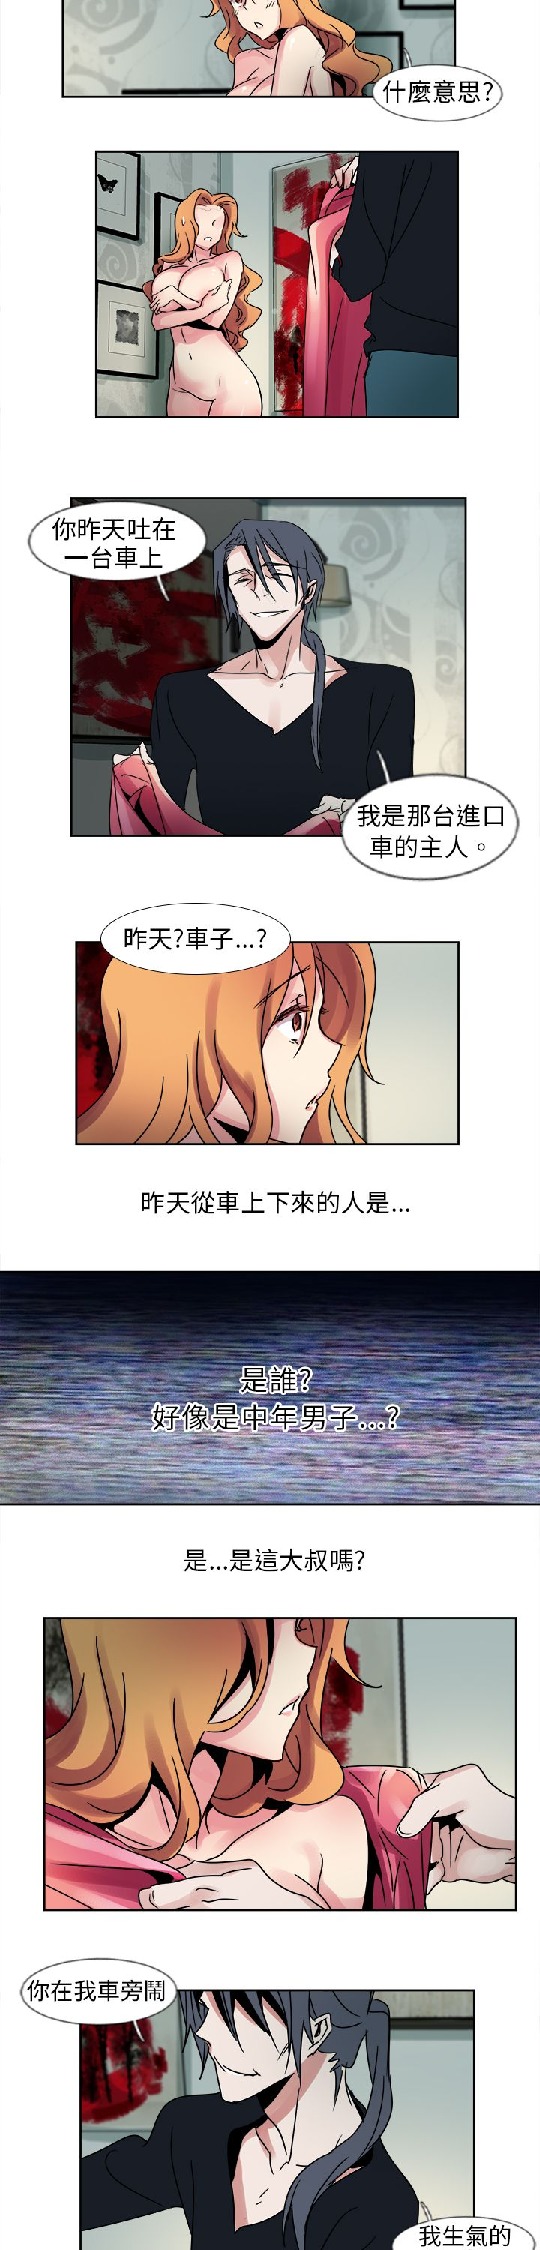 什麼意思?
你昨天吐在
一台車上
我是那台進口
車的主人。
昨天?車子...?
昨天從車上下來的人是...
是誰?
好像是中年男子...?
是...是這大叔嗎?
你在我車旁鬧
我生氣的